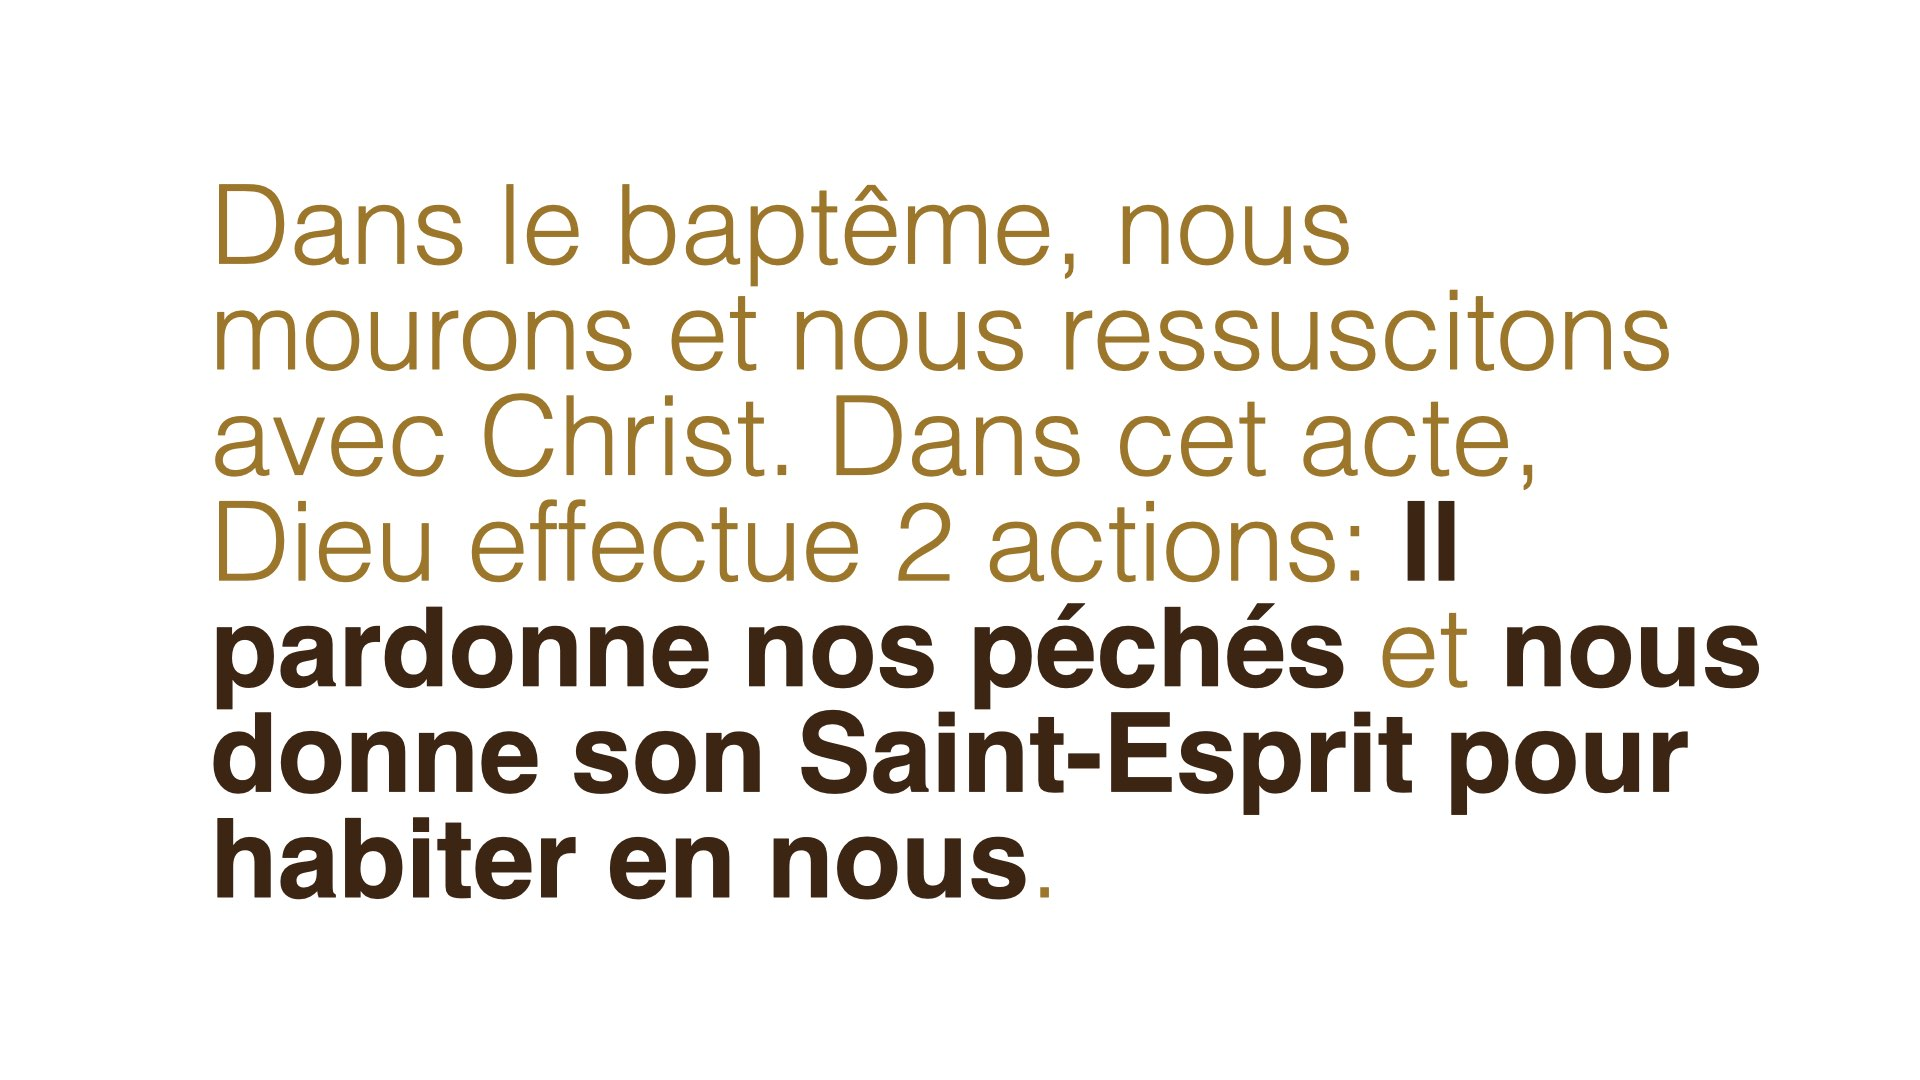 Dans le baptême, nous
mourons et nous ressuscitons
avec Christ. Dans cet acte,
Dieu effectue 2 actions: Il
pardonne nos péchés et nous
donne son Saint-Esprit pour
habiter en nous.